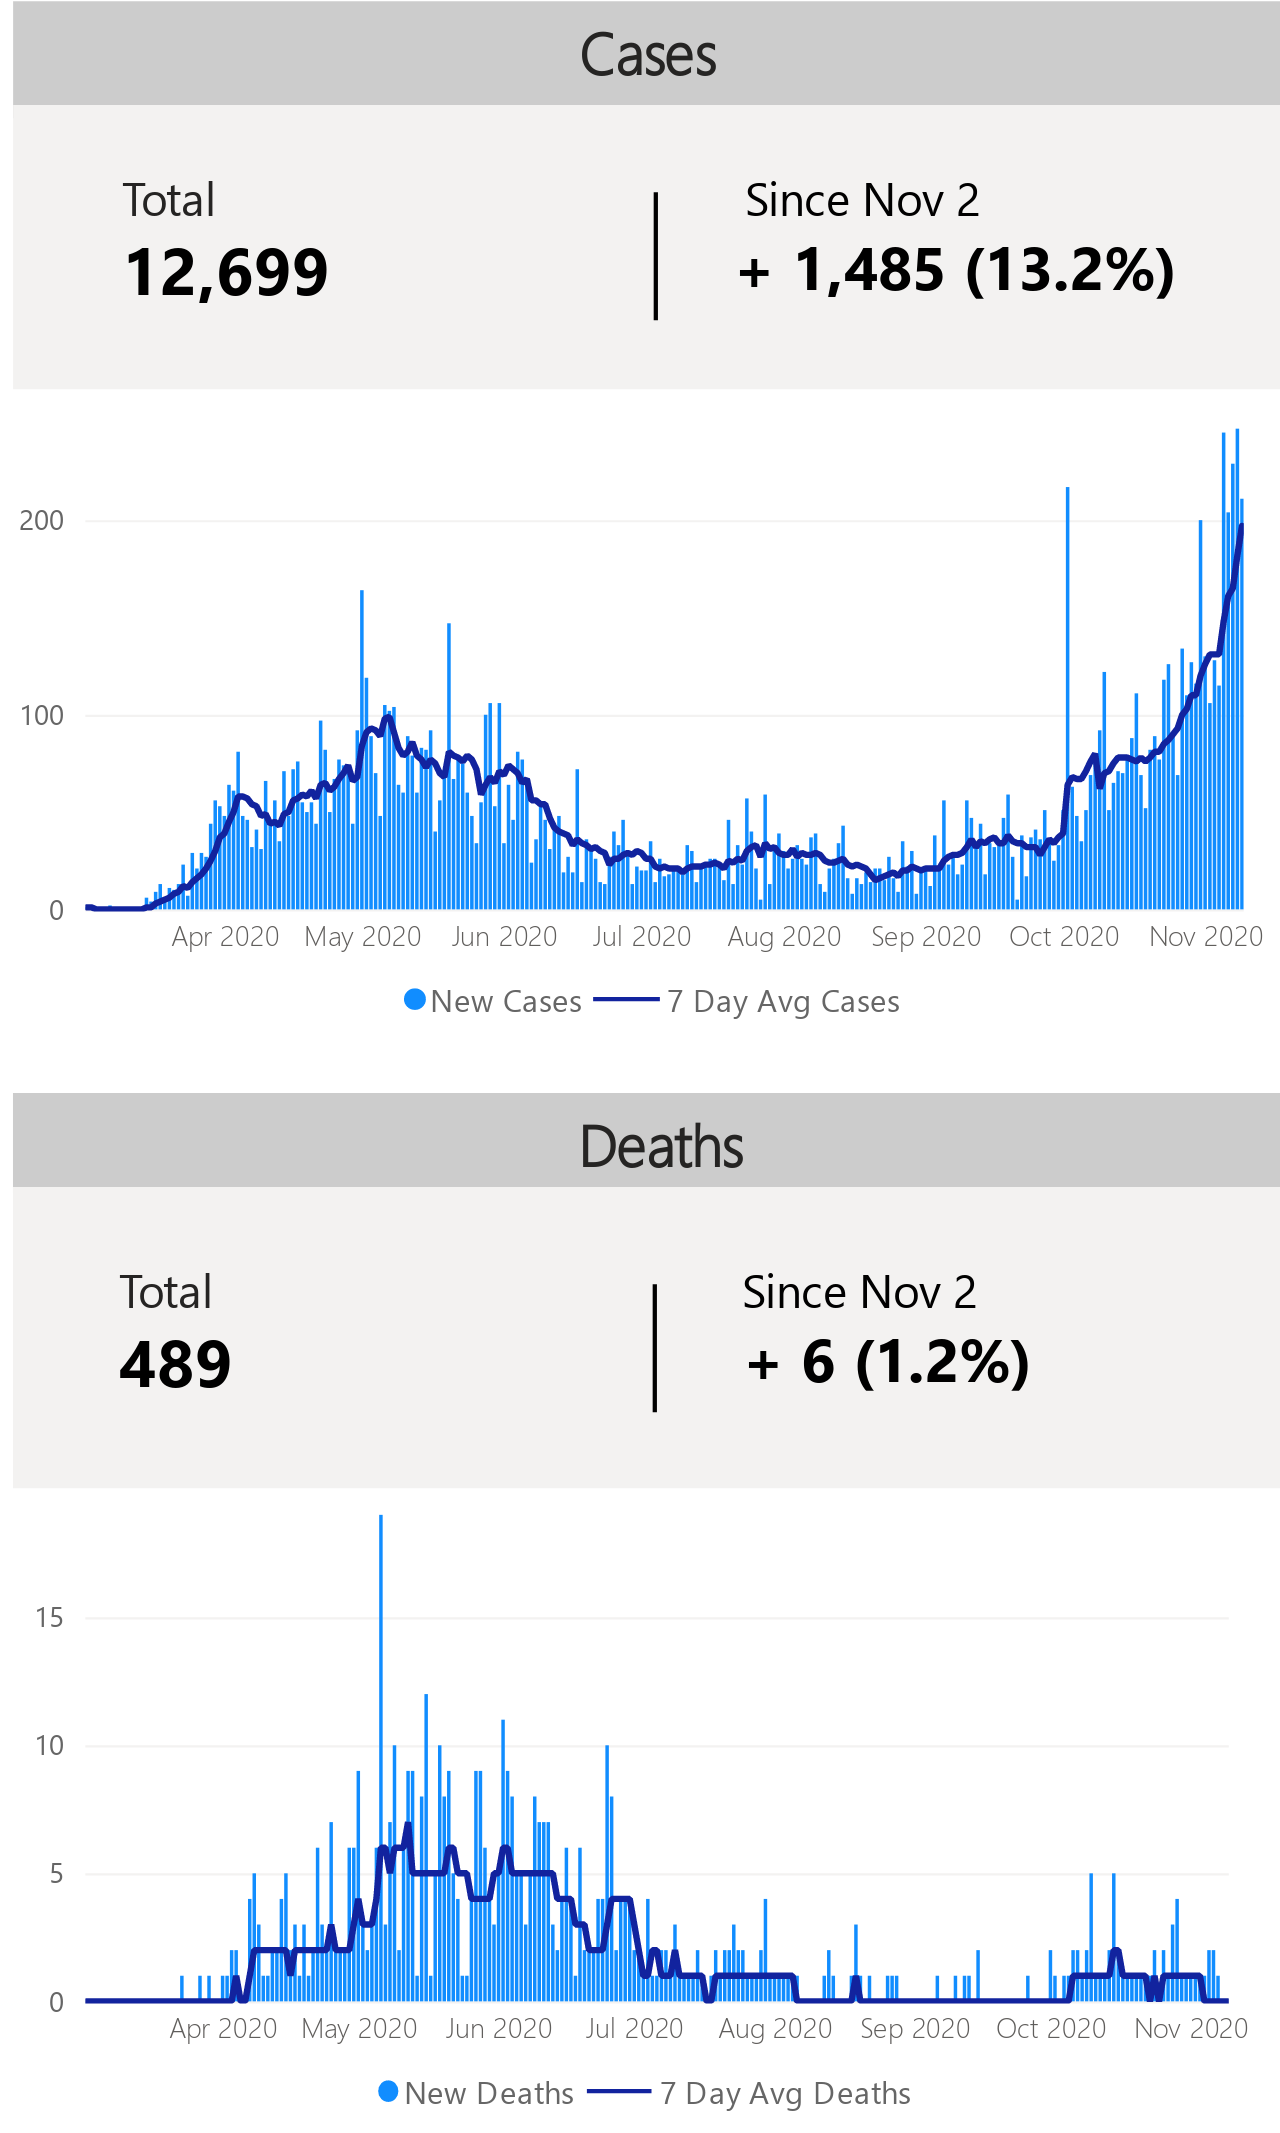 Cases
Total
Since Nov 2
12,699
+ 1,485 (13.2%)
200
100
0
Apr 2020 May 2020 Jun 2020 Jul 2020 Aug 2020 Sep 2020 Oct 2020 Nov 2020
New Cases 7 Day Avg Cases
Deaths
Total
Since Nov 2
489
+ 6 (1.2%)
15
10
5
0
Apr 2020 May 2020 Jun 2020 Jul 2020 Aug 2020 Sep 2020 Oct 2020 Nov 2020
New Deaths 7 Day Avg Deaths